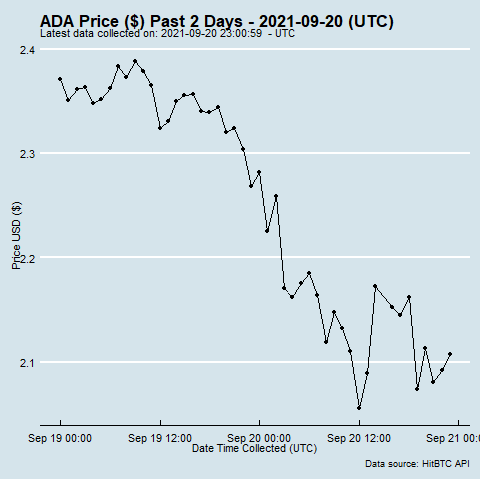 ADA Price ($) Past 2 Days - 2021-09-20 (UTC)
Latest data collected on: 2021-09-20 23:00:59  - UTC
2.4
2.3
2.2
2.1
Price USD ($)
Sep 19 00:00
Sep 19 12:00
Sep 20 00:00
Sep 20 12:00
Sep 21 00:
Date Time Collected (UTC)
Data source: HitBTC API